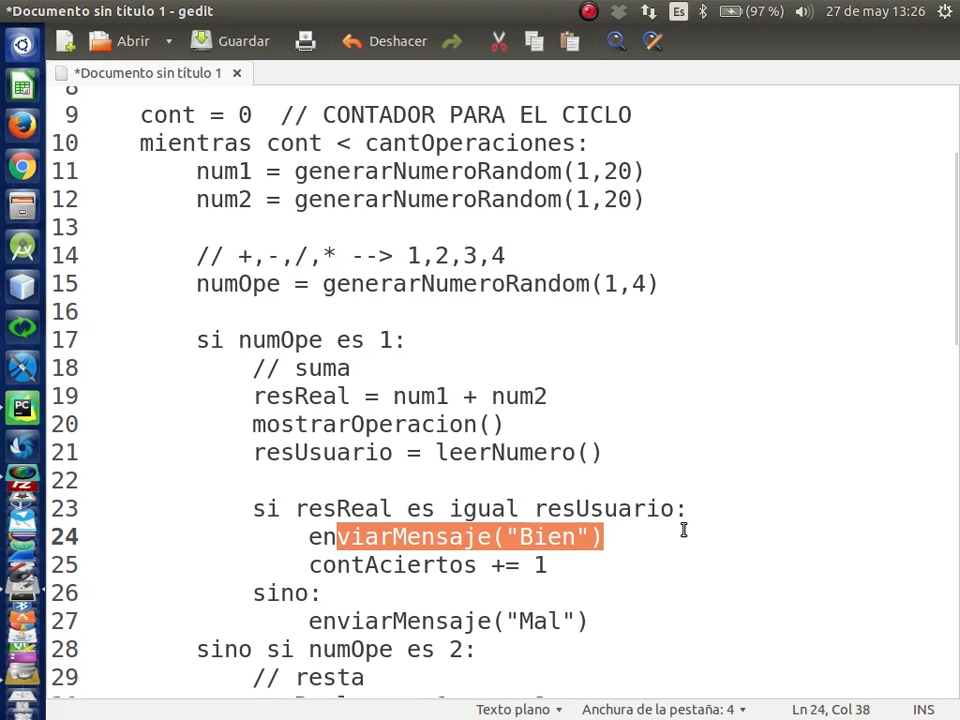 *Documento sin título 1 - gedit
Es
(97 %)
27 de may 13:26
Abrir
Guardar
Deshacer
*Documento sin título 1 ×
8
9 cont = 0 // CONTADOR PARA EL CICLO
10 mientras cont < cantOperaciones:
11 num1 = generarNumeroRandom(1,20)
12 num2 = generarNumeroRandom(1,20)
13
14 // +,-,/,* --> 1,2,3,4
15 numOpe = generarNumeroRandom(1,4)
16
17 si numOpe es 1:
18 // suma
19 resReal = num1 + num2
20 mostrarOperacion()
21 resUsuario = leerNumero()
22
23 si resReal es igual resUsuario:
24 enviarMensaje("Bien")
25 contAciertos += 1
26 sino:
27 enviarMensaje("Mal")
28 sino si numOpe es 2:
29 // resta
PC
Texto plano
Anchura de la pestaña: 4
Ln 24, Col 38
INS